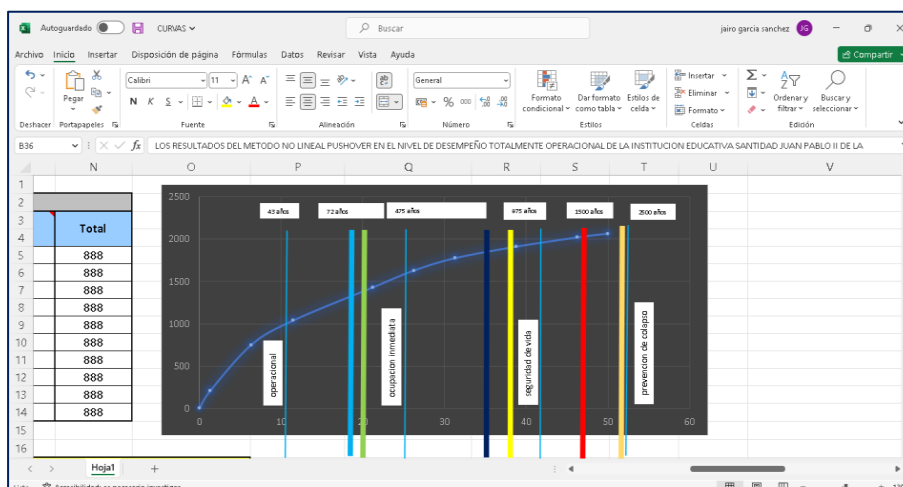 Autoguardado
CURVAS
Buscar
jairo garcia sanchez
JG
Archivo Inicio Insertar Disposición de página Fórmulas Datos Revisar Vista Ayuda
Compartir
Pegar
Calibri
11
A A
N K S
A
ab
General
% 000
Formato condicional
Dar formato como tabla
Estilos de celda
Insertar
Eliminar
Formato
Ordenar y filtrar
Buscar y seleccionar
Deshacer Portapapeles Fuente Alineación Número Estilos Celdas Edición
B36
fx
LOS RESULTADOS DEL METODO NO LINEAL PUSHOVER EN EL NIVEL DE DESEMPEÑO TOTALMENTE OPERACIONAL DE LA INSTITUCION EDUCATIVA SANTIDAD JUAN PABLO II DE LA
N O P Q R S T U V
1
2
3
4
Total
5 888
6 888
7 888
8 888
9 888
10 888
11 888
12 888
13 888
14 888
15
16
2500
2000
1500
1000
500
0
0 10 20 30 40 50 60
43 años
72 años
475 años
975 años
1500 años
2500 años
operacional
ocupacion inmediata
seguridad de vida
prevencion de colapso
Hoja1